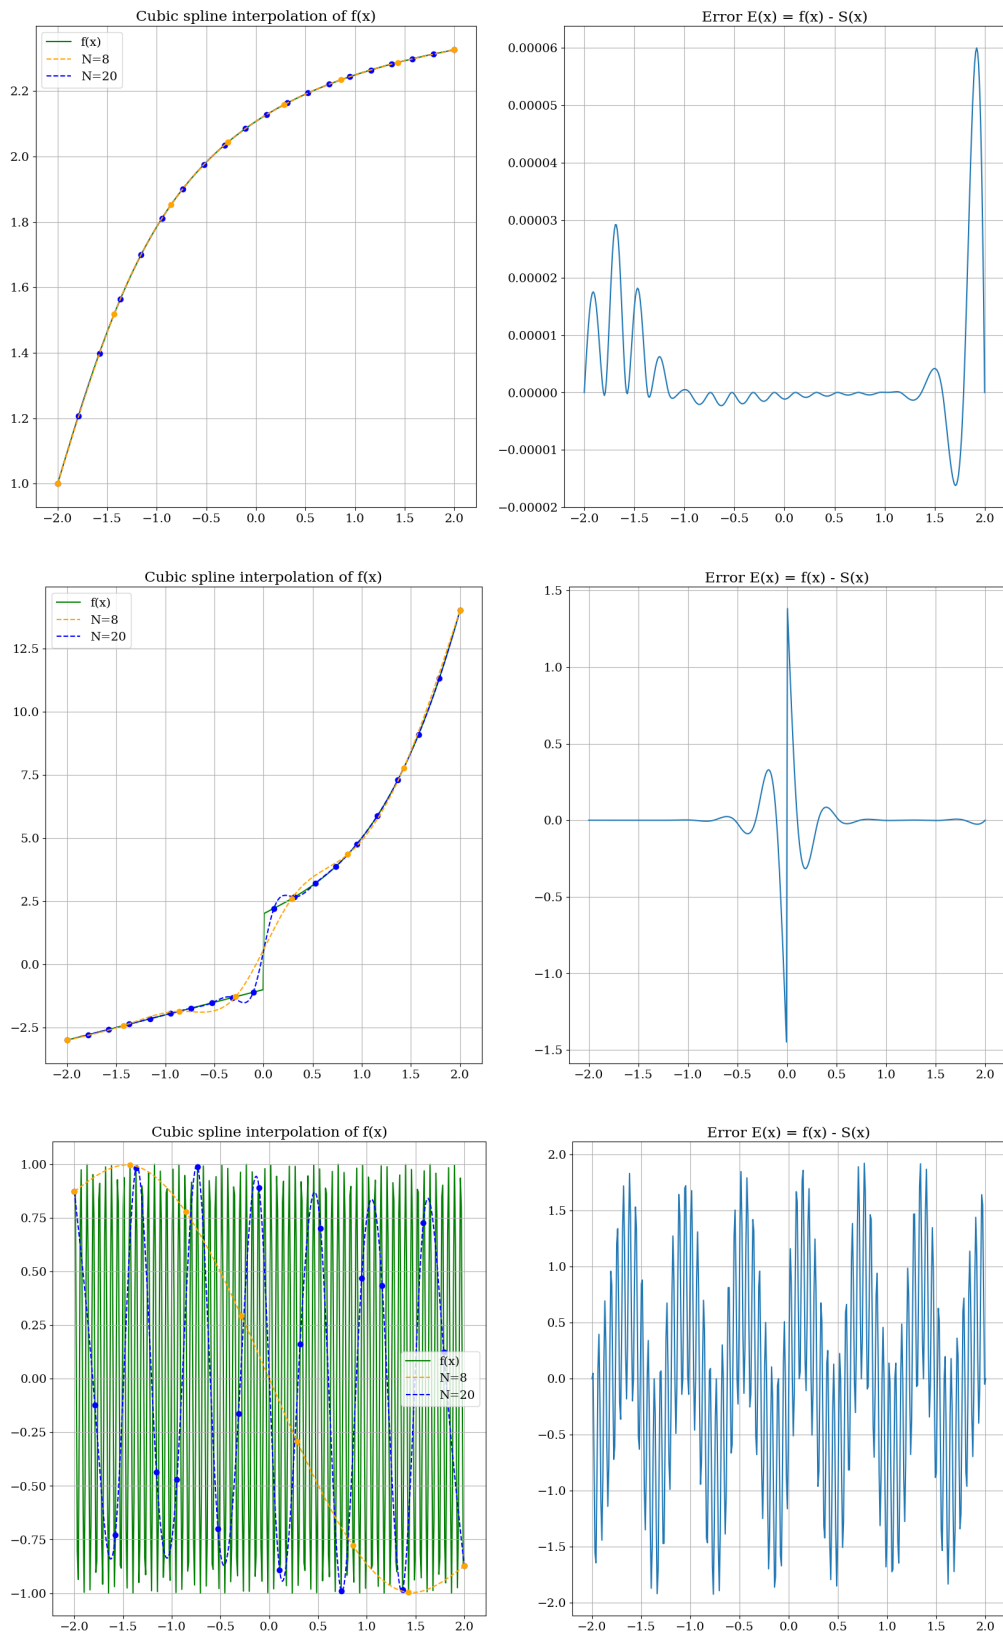 Cubic spline interpolation of f(x)
f(x)
N=8
N=20
2.2
2.0
1.8
1.6
1.4
1.2
1.0
−2.0 −1.5 −1.0 −0.5 0.0 0.5 1.0 1.5 2.0
Error E(x) = f(x) - S(x)
0.00006
0.00005
0.00004
0.00003
0.00002
0.00001
0.00000
−0.00001
−0.00002
−2.0 −1.5 −1.0 −0.5 0.0 0.5 1.0 1.5 2.0
Cubic spline interpolation of f(x)
f(x)
N=8
N=20
12.5
10.0
7.5
5.0
2.5
0.0
−2.5
−2.0 −1.5 −1.0 −0.5 0.0 0.5 1.0 1.5 2.0
Error E(x) = f(x) - S(x)
1.5
1.0
0.5
0.0
−0.5
−1.0
−1.5
−2.0 −1.5 −1.0 −0.5 0.0 0.5 1.0 1.5 2.0
Cubic spline interpolation of f(x)
1.00
0.75
0.50
0.25
0.00
−0.25
−0.50
−0.75
−1.00
f(x)
N=8
N=20
−2.0 −1.5 −1.0 −0.5 0.0 0.5 1.0 1.5 2.0
Error E(x) = f(x) - S(x)
2.0
1.5
1.0
0.5
0.0
−0.5
−1.0
−1.5
−2.0
−2.0 −1.5 −1.0 −0.5 0.0 0.5 1.0 1.5 2.0